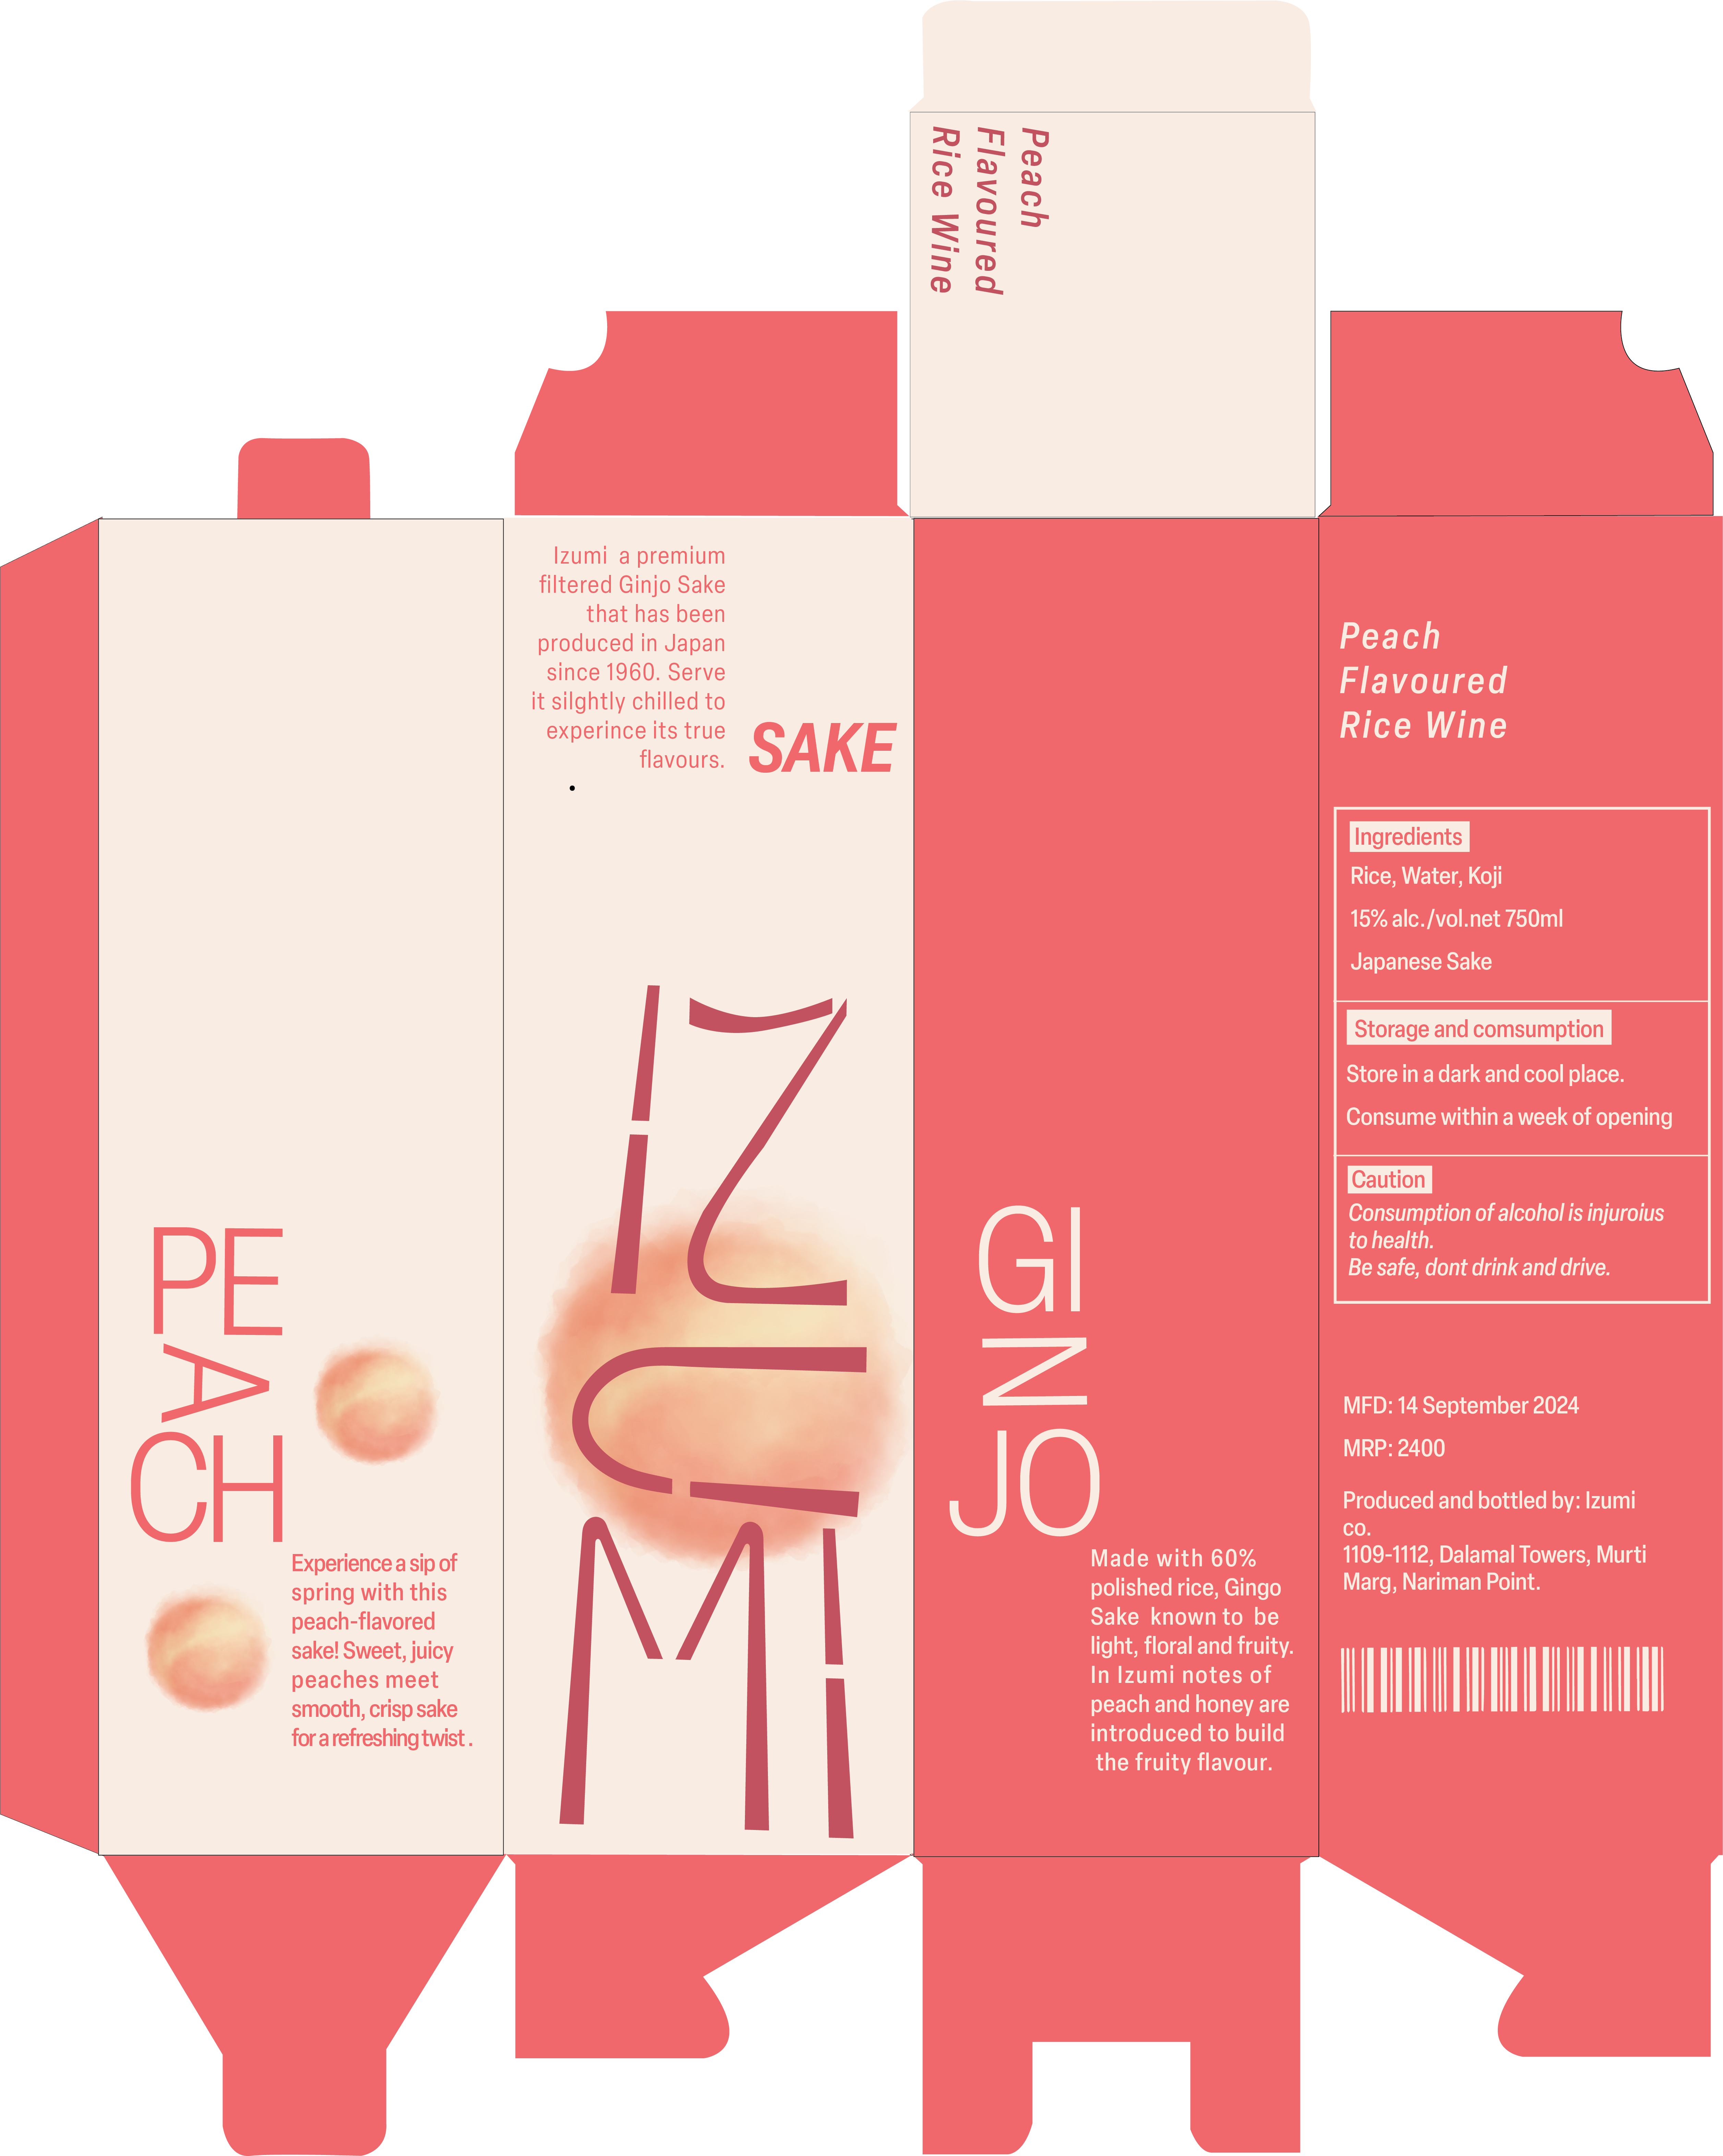 Peach
Flavoured
Rice Wine
Izumi a premium
filtered Ginjo Sake
that has been
produced in Japan
since 1960. Serve
it silghtly chilled to
experince its true
flavours.
SAKE
IZ
U
MI
PE
A
CH
Experience a sip of
spring with this
peach-flavored
sake! Sweet, juicy
peaches meet
smooth, crisp sake
for a refreshing twist .
GI
N
JO
Made with 60%
polished rice, Gingo
Sake known to be
light, floral and fruity.
In Izumi notes of
peach and honey are
introduced to build
the fruity flavour.
Peach
Flavoured
Rice Wine
Ingredients
Rice, Water, Koji
15% alc./vol.net 750ml
Japanese Sake
Storage and comsumption
Store in a dark and cool place.
Consume within a week of opening
Caution
Consumption of alcohol is injuroius
to health.
Be safe, dont drink and drive.
MFD: 14 September 2024
MRP: 2400
Produced and bottled by: Izumi
co.
1109-1112, Dalamal Towers, Murti
Marg, Nariman Point.